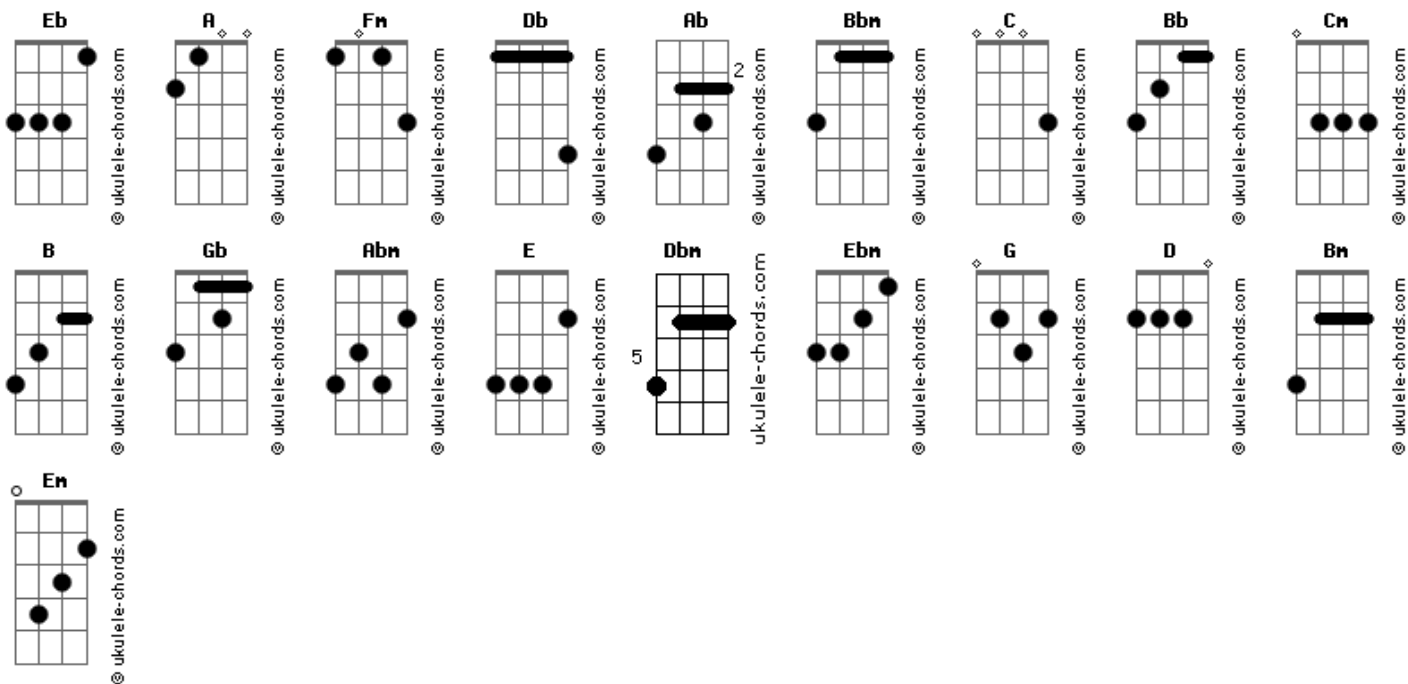 Eb A Fm Db Ab Bbm C Bb Cm
2
© ukulele-chords.com © ukulele-chords.com © ukulele-chords.com © ukulele-chords.com © ukulele-chords.com © ukulele-chords.com © ukulele-chords.com © ukulele-chords.com © ukulele-chords.com
B Gb Abm E Dbm Ebm G D Bm
5
© ukulele-chords.com © ukulele-chords.com © ukulele-chords.com © ukulele-chords.com ukulele-chords.com © ukulele-chords.com © ukulele-chords.com © ukulele-chords.com © ukulele-chords.com
Em
© ukulele-chords.com